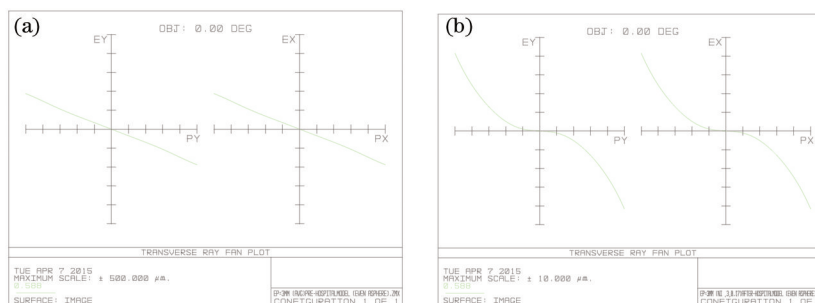 (a)
OBJ: 0.00 DEG
EY
EX
PY
PX
TRANSVERSE RAY FAN PLOT
TUE APR 7 2015
MAXIMUM SCALE: ± 500.000 µm.
0.588
SURFACE: IMAGE
CONFIGURATION 1 OF 1
(b)
OBJ: 0.00 DEG
EY
EX
PY
PX
TRANSVERSE RAY FAN PLOT
TUE APR 7 2015
MAXIMUM SCALE: ± 10.000 µm.
0.588
SURFACE: IMAGE
CONFIGURATION 1 OF